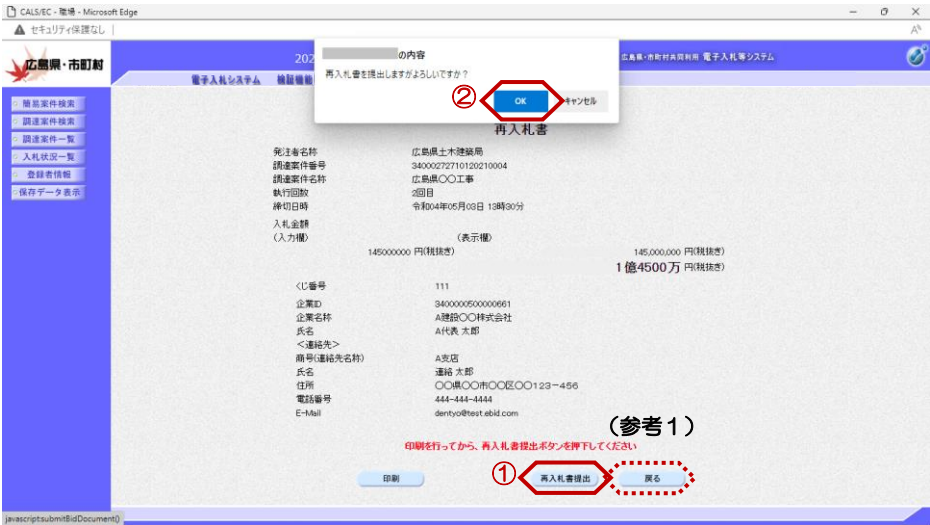 CALS/EC - 職場 - Microsoft Edge
セキュリティ保護なし
広島県・市町村
202
広島県・市町村共同利用 電子入札等システム
電子入札システム 検証機能
の内容
再入札書を提出しますがよろしいですか？
② OK キャンセル
簡易案件検索
調達案件検索
調達案件一覧
入札状況一覧
登録者情報
保存データ表示
再入札書
発注者名称 広島県土木建築局
調達案件番号 34000272710120210004
調達案件名称 広島県〇〇工事
執行回数 2回目
締切日時 令和04年05月03日 13時30分
入札金額
(入力欄) (表示欄)
145000000 円(税抜き) 145,000,000 円(税抜き)
1億4500万 円(税抜き)
くじ番号 111
企業ID 3400000500000661
企業名称 A建設〇〇株式会社
氏名 A代表 太郎
＜連絡先＞
商号(連絡先名称) A支店
氏名 連絡 太郎
住所 〇〇県〇〇市〇〇区〇〇１２３－４５６
電話番号 444-444-4444
E-Mail dentyo@test.ebid.com
（参考１）
印刷を行ってから、再入札書提出ボタンを押下してください
印刷 ① 再入札書提出 戻る
javascript:submitBidDocument()